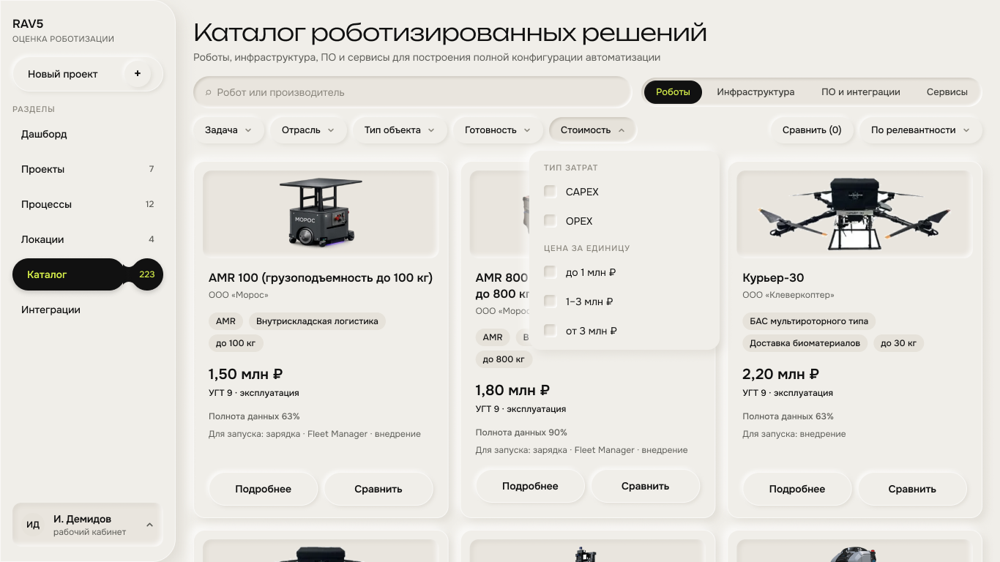 RAV5
ОЦЕНКА РОБОТИЗАЦИИ
Новый проект +
РАЗДЕЛЫ
Дашборд
Проекты 7
Процессы 12
Локации 4
Каталог 223
Интеграции
ИД
И. Демидов
рабочий кабинет
Каталог роботизированных решений
Роботы, инфраструктура, ПО и сервисы для построения полной конфигурации автоматизации
Робот или производитель
Роботы Инфраструктура ПО и интеграции Сервисы
Задача Отрасль Тип объекта Готовность Стоимость Сравнить (0) По релевантности
ТИП ЗАТРАТ
CAPEX
OPEX
ЦЕНА ЗА ЕДИНИЦУ
до 1 млн ₽
1–3 млн ₽
от 3 млн ₽
МОРОС
AMR 100 (грузоподъемность до 100 кг)
ООО «Морос»
AMR Внутрискладская логистика
до 100 кг
1,50 млн ₽
УГТ 9 · эксплуатация
Полнота данных 63%
Для запуска: зарядка · Fleet Manager · внедрение
Подробнее Сравнить
AMR 800
до 800 кг
ООО «Морос
AMR В
до 800 кг
1,80 млн ₽
УГТ 9 · эксплуатация
Полнота данных 90%
Для запуска: зарядка · Fleet Manager · внедрение
Подробнее Сравнить
Курьер-30
ООО «Клеверкоптер»
БАС мультироторного типа
Доставка биоматериалов до 30 кг
2,20 млн ₽
УГТ 9 · эксплуатация
Полнота данных 63%
Для запуска: внедрение
Подробнее Сравнить